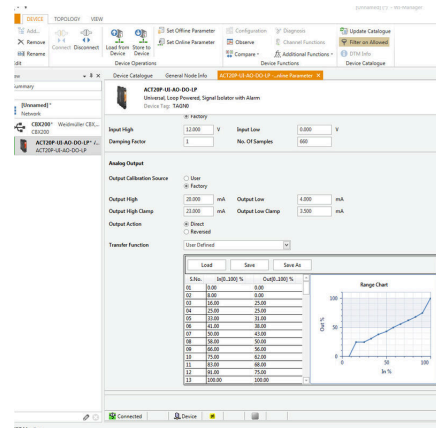 DEVICE TOPOLOGY VIEW
Add...
Remove
Rename
Edit
Connect Disconnect
Load from Device
Store to Device
Device Operations
Set Offline Parameter
Set Online Parameter
Configuration
Observe
Compare
Diagnosis
Channel Functions
Additional Functions
Device Functions
Update Catalogue
Filter on Allowed
DTM Info
Device Catalogue
Device Catalogue General Node Info ACT20P-UI-AO-DO-LP
ACT20P-UI-AO-DO-LP
Universal, Loop Powered, Signal Isolator with Alarm
Device Tag: TAGN0
[Unnamed]*
Network
CBX200* Weidmüller CBX...
CBX200
ACT20P-UI-AO-DO-LP* /...
ACT20P-UI-AO-DO-LP
Factory
Input High 12.000 V Input Low 0.000 V
Damping Factor 1 No. Of Samples 660
Analog Output
Output Calibration Source User
Factory
Output High 20.000 mA Output Low 4.000 mA
Output High Clamp 23.000 mA Output Low Clamp 3.500 mA
Output Action Direct
Reversed
Transfer Function User Defined
Load Save Save As
S.No. In[0..100] % Out[0..100] %
01 0.00 0.00
02 8.00 0.00
03 16.00 25.00
04 25.00 25.00
05 33.00 31.00
06 41.00 38.00
07 50.00 43.00
08 58.00 50.00
09 66.00 56.00
10 75.00 62.00
11 83.00 68.00
12 91.00 75.00
13 100.00 100.00
Range Chart
Out %
100
50
0
0 50 100
In %
Connected Device